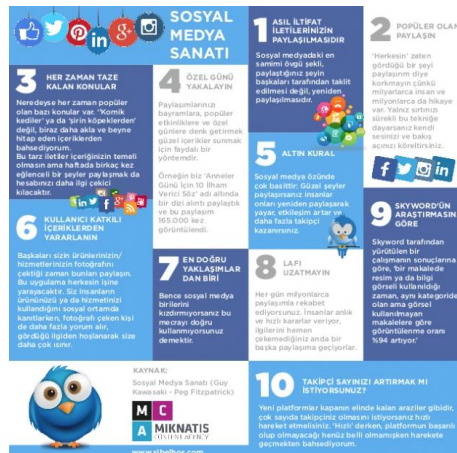 SOSYAL
MEDYA
SANATI
1 ASIL İLTİFAT
İLETİLERİNİZİN
PAYLAŞILMASIDIR
Sosyal medyadaki en
samimi övgü şekli,
paylaştığınız şeyin
başkaları tarafından taklit
edilmesi değil, yeniden
paylaşılmasıdır.
2 POPÜLER OLAN
PAYLAŞIN
'Herkesin' zaten
gördüğü bir şeyi
paylaşırım diye
korkmayın çünkü
milyarlarca insan ve
milyonlarca da hikaye
var. Yalnız sırtınızı
sürekli bu tekniğe
dayarsanız kendi
sesinizi ve bakış
açınızı köreltirsiniz.
3 HER ZAMAN TAZE
KALAN KONULAR
Neredeyse her zaman popüler
olan bazı konular var. "Komik
kediler" ya da 'şirin köpeklerden'
değil, biraz daha akla ve beyne
hitap eden içeriklerden
bahsediyorum.
Bu tarz iletiler içeriğinizin temeli
olmasın ama haftada birkaç kez
eğlenceli bir şeyler paylaşmak da
hesabınızı daha ilgi çekici
kılacaktır.
4 ÖZEL GÜNÜ
YAKALAYIN
Paylaşımlarınızı
bayramlara, popüler
etkinliklere ve özel
günlere denk getirmek
güzel içerikler sunmak
için faydalı bir
yöntemdir.
Örneğin biz 'Anneler
Günü için 10 İlham
Verici Söz' adı altında
bir dizi alıntı paylaştık
ve bu paylaşım
165.000 kez
görüntülendi.
5 ALTIN KURAL
Sosyal medya özünde
çok basittir: Güzel şeyler
paylaşırsanız insanlar
onları yeniden paylaşarak
yayar, etkileşim artar ve
daha fazla takipçi
kazanırsınız.
6 KULLANICI KATKILI
İÇERİKLERDEN
YARARLANIN
Başkaları sizin ürünlerinizin/
hizmetlerinizin fotoğrafını
çektiği zaman bunları paylaşın.
Bu uygulama herkesin işine
yarayacaktır. Siz insanların
ürününüzü ya da hizmetinizi
kullandığını sosyal ortamda
kanıtlarken, fotoğrafı çeken kişi
de daha fazla yorum alır,
gördüğü ilgiden hoşlanarak size
daha çok ısınır.
7 EN DOĞRU
YAKLAŞIMLAR
DAN BİRİ
Bence sosyal medya
birilerini
kızdırmıyorsanız bu
mecrayı doğru
kullanmıyorsunuz
demektir.
8 LAFI
UZATMAYIN
Her gün milyonlarca
paylaşımla rekabet
ediyorsunuz. İnsanlar anlık
ve hızlı kararlar veriyor,
ilgilerini hemen
çekemediğiniz anda bir
başka paylaşıma geçiyorlar.
9 SKYWORD'ÜN
ARAŞTIRMASIN
GÖRE
Skyword tarafından
yürütülen bir
çalışmanın sonuçlarına
göre, 'bir makalede
resim ya da bilgi
görseli kullanıldığı
zaman, aynı kategoride
olan ama görsel
kullanılmayan
makalelere göre
görüntülenme oranı
%94 artıyor.'
10 TAKİPÇİ SAYINIZI ARTIRMAK MI
İSTİYORSUNUZ?
Yeni platformlar kapanın elinde kalan araziler gibidir,
çok sayıda takipçiniz olmasını istiyorsanız hızlı
hareket etmelisiniz. 'Hızlı' derken, platformun başarılı
olup olmayacağı henüz belli olmamışken harekete
geçmekten bahsediyorum.
KAYNAK:
Sosyal Medya Sanatı (Guy
Kawasaki - Peg Fitzpatrick)
M C
A MIKNATIS